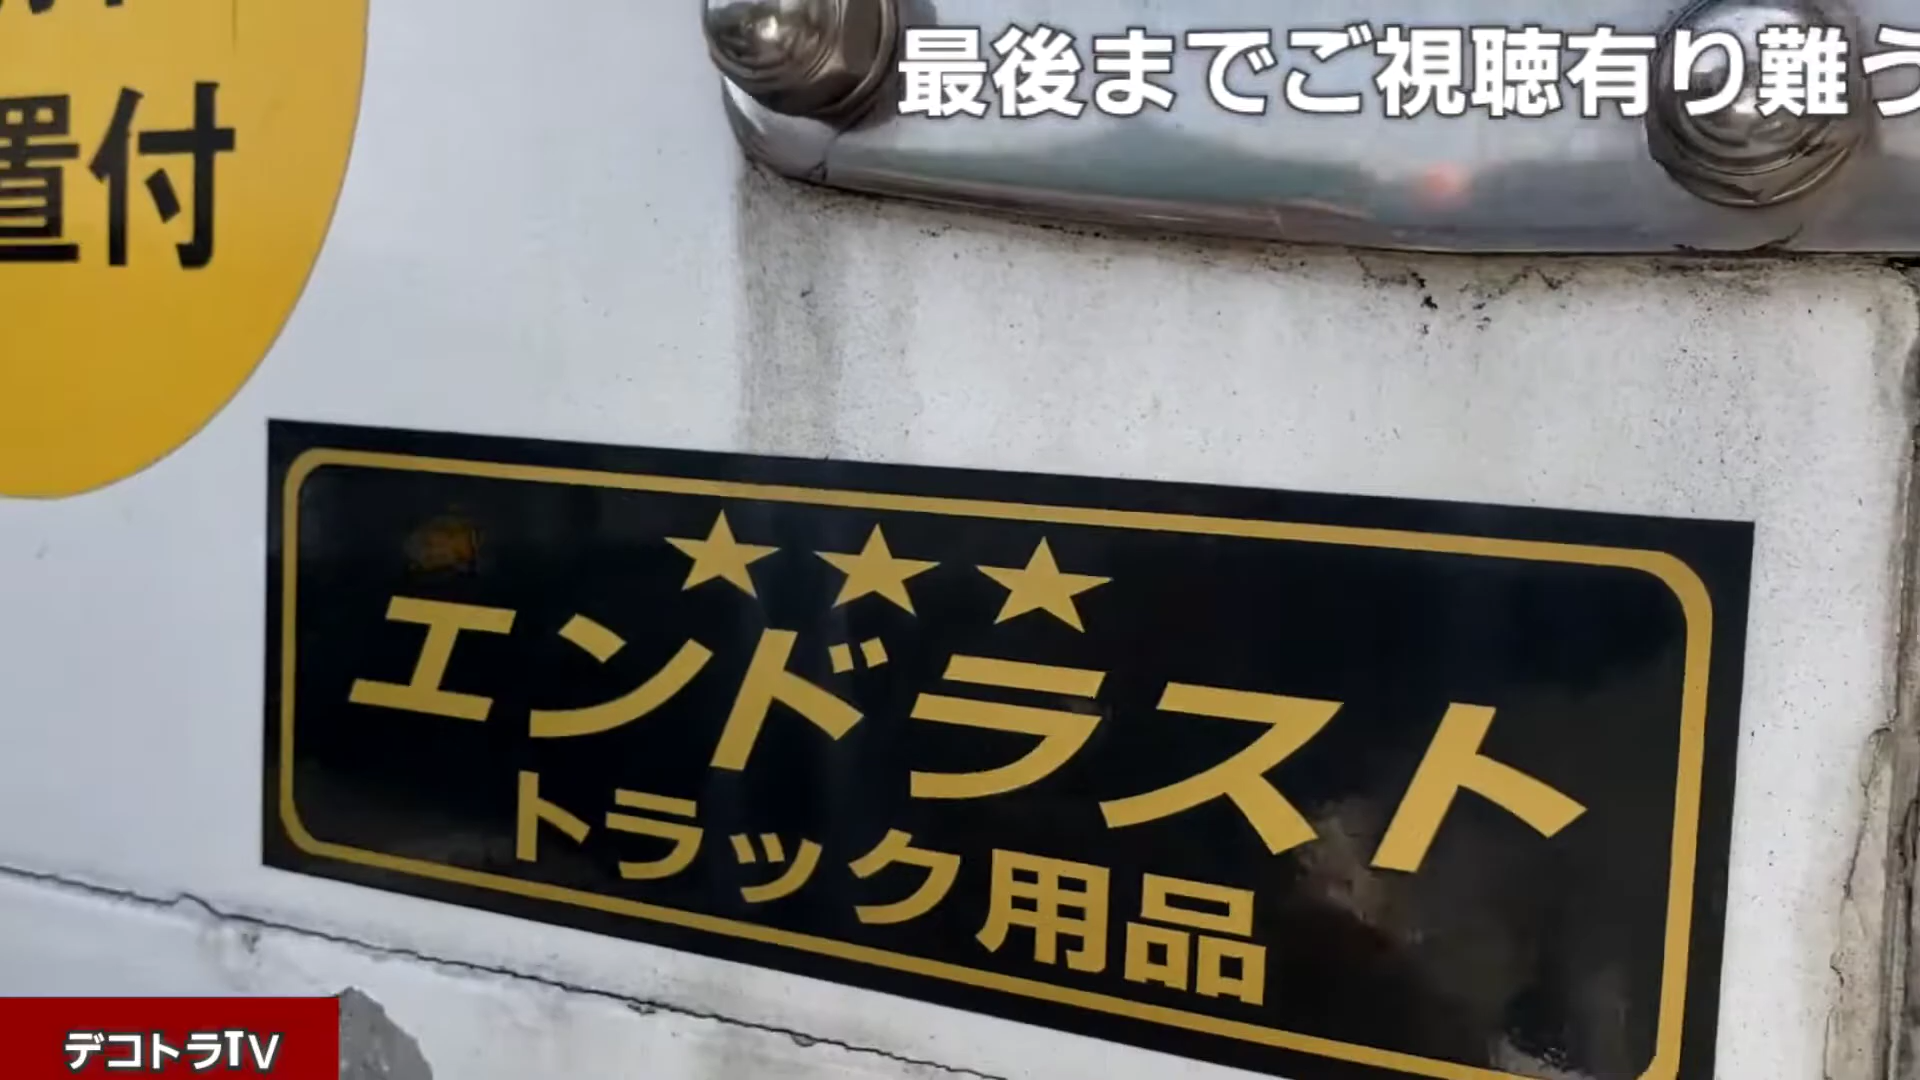 最後までご視聴有り難う
置付
★★★
エンドラスト
トラック用品
デコトラTV